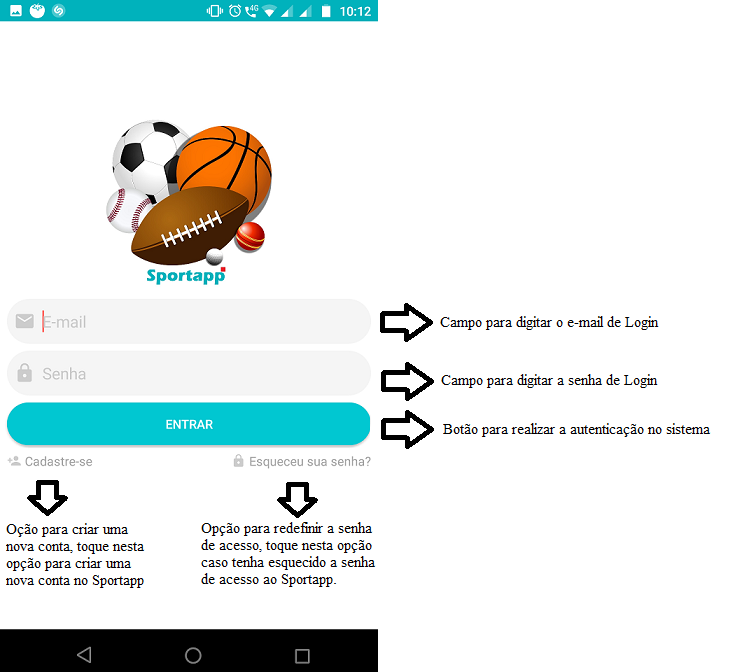 4G 10:12
Sportapp
E-mail
Campo para digitar o e-mail de Login
Senha
Campo para digitar a senha de Login
ENTRAR
Botão para realizar a autenticação no sistema
Cadastre-se
Esqueceu sua senha?
Oção para criar uma
nova conta, toque nesta
opção para criar uma
nova conta no Sportapp
Opção para redefinir a senha
de acesso, toque nesta opção
caso tenha esquecido a senha
de acesso ao Sportapp.